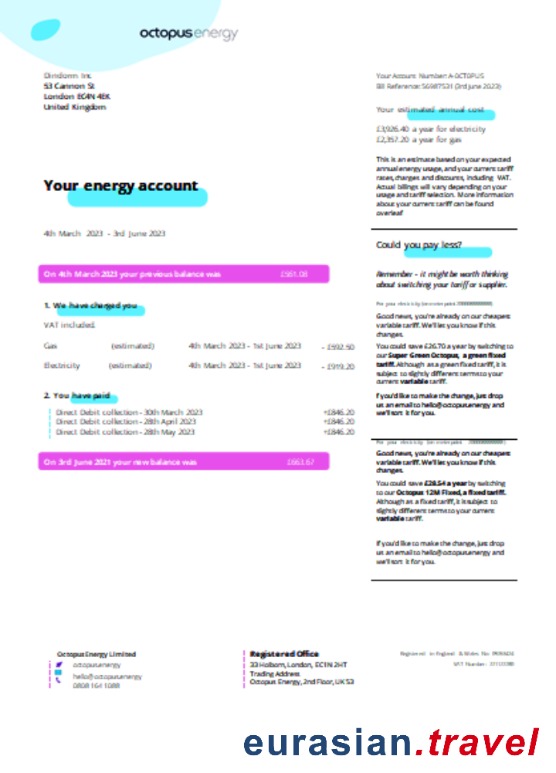 octopusenergy
Dindorm Inc
53 Cannon St
London EC4N 4EK
United Kingdom
Your Account Number: A-0CTOPUS
Bill Reference: 56987531 (3rd June 2023)
Your estimated annual cost
£3,926.40 a year for electricity
£2,357.20 a year for gas
This is an estimate based on your expected
annual energy usage, and your current tariff
rates, charges and discounts, including VAT.
Actual billings will vary depending on your
usage and tariff selection. More information
about your current tariff can be found
overleaf
Your energy account
4th March 2023 - 3rd June 2023
Could you pay less?
Remember - it might be worth thinking
about switching your tariff or supplier.
On 4th March 2023 your previous balance was £561.08
1. We have charged you
VAT included.
Gas (estimated) 4th March 2023 - 1st June 2023 - £592.60
Electricity (estimated) 4th March 2023 - 1st June 2023 - £919.20
2. You have paid
Direct Debit collection - 30th March 2023 +£846.20
Direct Debit collection - 28th April 2023 +£846.20
Direct Debit collection - 28th May 2023 +£846.20
On 3rd June 2021 your new balance was £663.67
For your electricity
Good news, you're already on our cheapest
variable tariff. We'll les you know if this
changes.
You could save £26.70 a year by switching to
our Super Green Octopus, a green fixed
tariff. Although as a green fixed tariff, it is
subject to slightly different terms to your
current variable tariff.
If you'd like to make the change, just drop
us an email to hello@octopusenergy and
we'll sort it for you.
For your electricity
Good news, you're already on our cheapest
variable tariff. We'll les you know if this
changes.
You could save £28.54 a year by switching
to our Octopus 12M Fixed, a fixed tariff.
Although as a fixed tariff, it is subject to
slightly different terms to your current
variable tariff.
If you'd like to make the change, just drop
us an email to hello@octopusenergy and
we'll sort it for you.
Octopus Energy Limited
octopusenergy
hello@octopusenergy
0808 164 1088
Registered Office
33 Holborn, London, EC1N 2HT
Trading Address
Octopus Energy, 2nd Floor, UK 53
Registered in England & Wales No.
VAT Number:
eurasian.travel